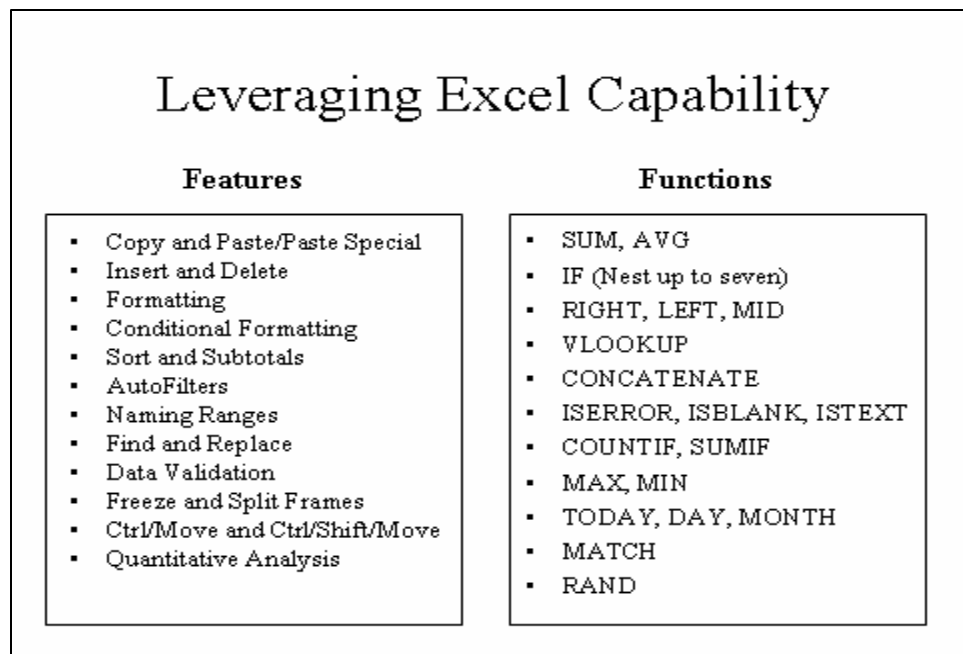 Leveraging Excel Capability
Features
▪ Copy and Paste/Paste Special
▪ Insert and Delete
▪ Formatting
▪ Conditional Formatting
▪ Sort and Subtotals
▪ AutoFilters
▪ Naming Ranges
▪ Find and Replace
▪ Data Validation
▪ Freeze and Split Frames
▪ Ctrl/Move and Ctrl/Shift/Move
▪ Quantitative Analysis
Functions
▪ SUM, AVG
▪ IF (Nest up to seven)
▪ RIGHT, LEFT, MID
▪ VLOOKUP
▪ CONCATENATE
▪ ISERROR, ISBLANK, ISTEXT
▪ COUNTIF, SUMIF
▪ MAX, MIN
▪ TODAY, DAY, MONTH
▪ MATCH
▪ RAND